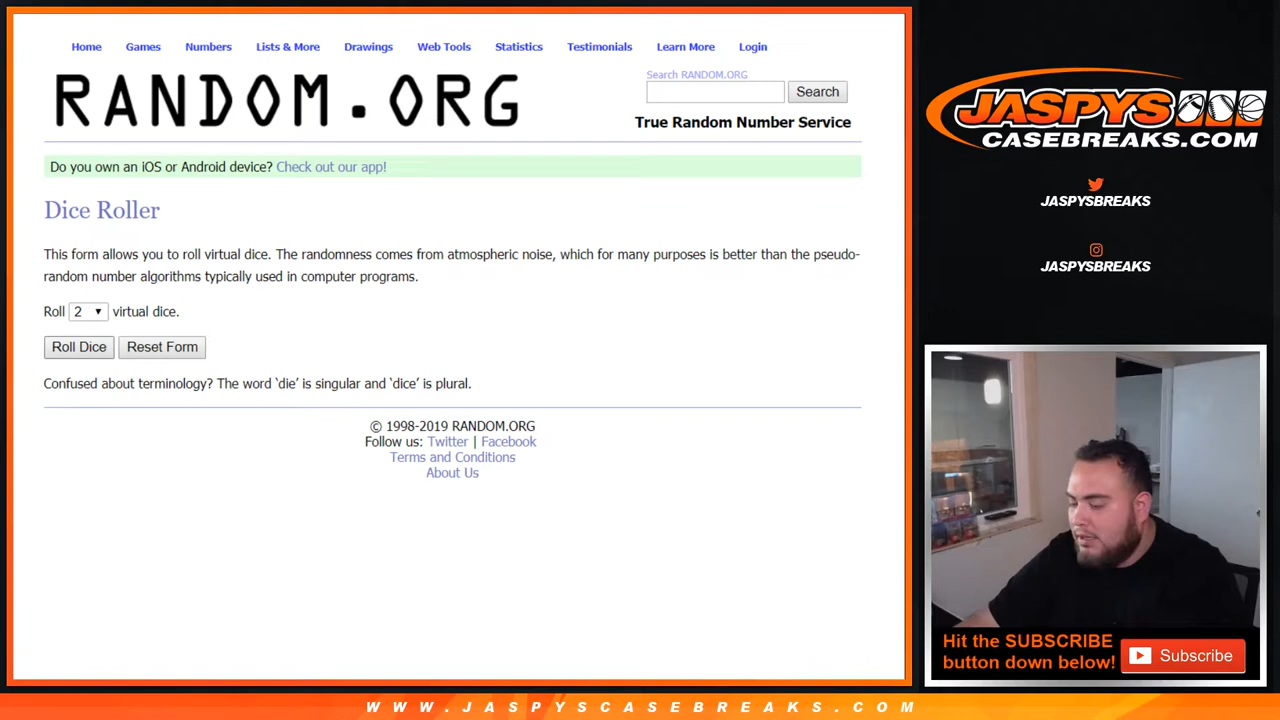 Home Games Numbers Lists & More Drawings Web Tools Statistics Testimonials Learn More Login
RANDOM.ORG
Search RANDOM.ORG
Search
True Random Number Service
Do you own an iOS or Android device? Check out our app!
Dice Roller
This form allows you to roll virtual dice. The randomness comes from atmospheric noise, which for many purposes is better than the pseudo-
random number algorithms typically used in computer programs.
Roll 2 virtual dice.
Roll Dice Reset Form
Confused about terminology? The word ‘die’ is singular and ‘dice’ is plural.
© 1998-2019 RANDOM.ORG
Follow us: Twitter | Facebook
Terms and Conditions
About Us
JASPYS
CASEBREAKS.COM
JASPYSBREAKS
JASPYSBREAKS
Hit the SUBSCRIBE
button down below!
Subscribe
WWW.JASPYSCASEBREAKS.COM